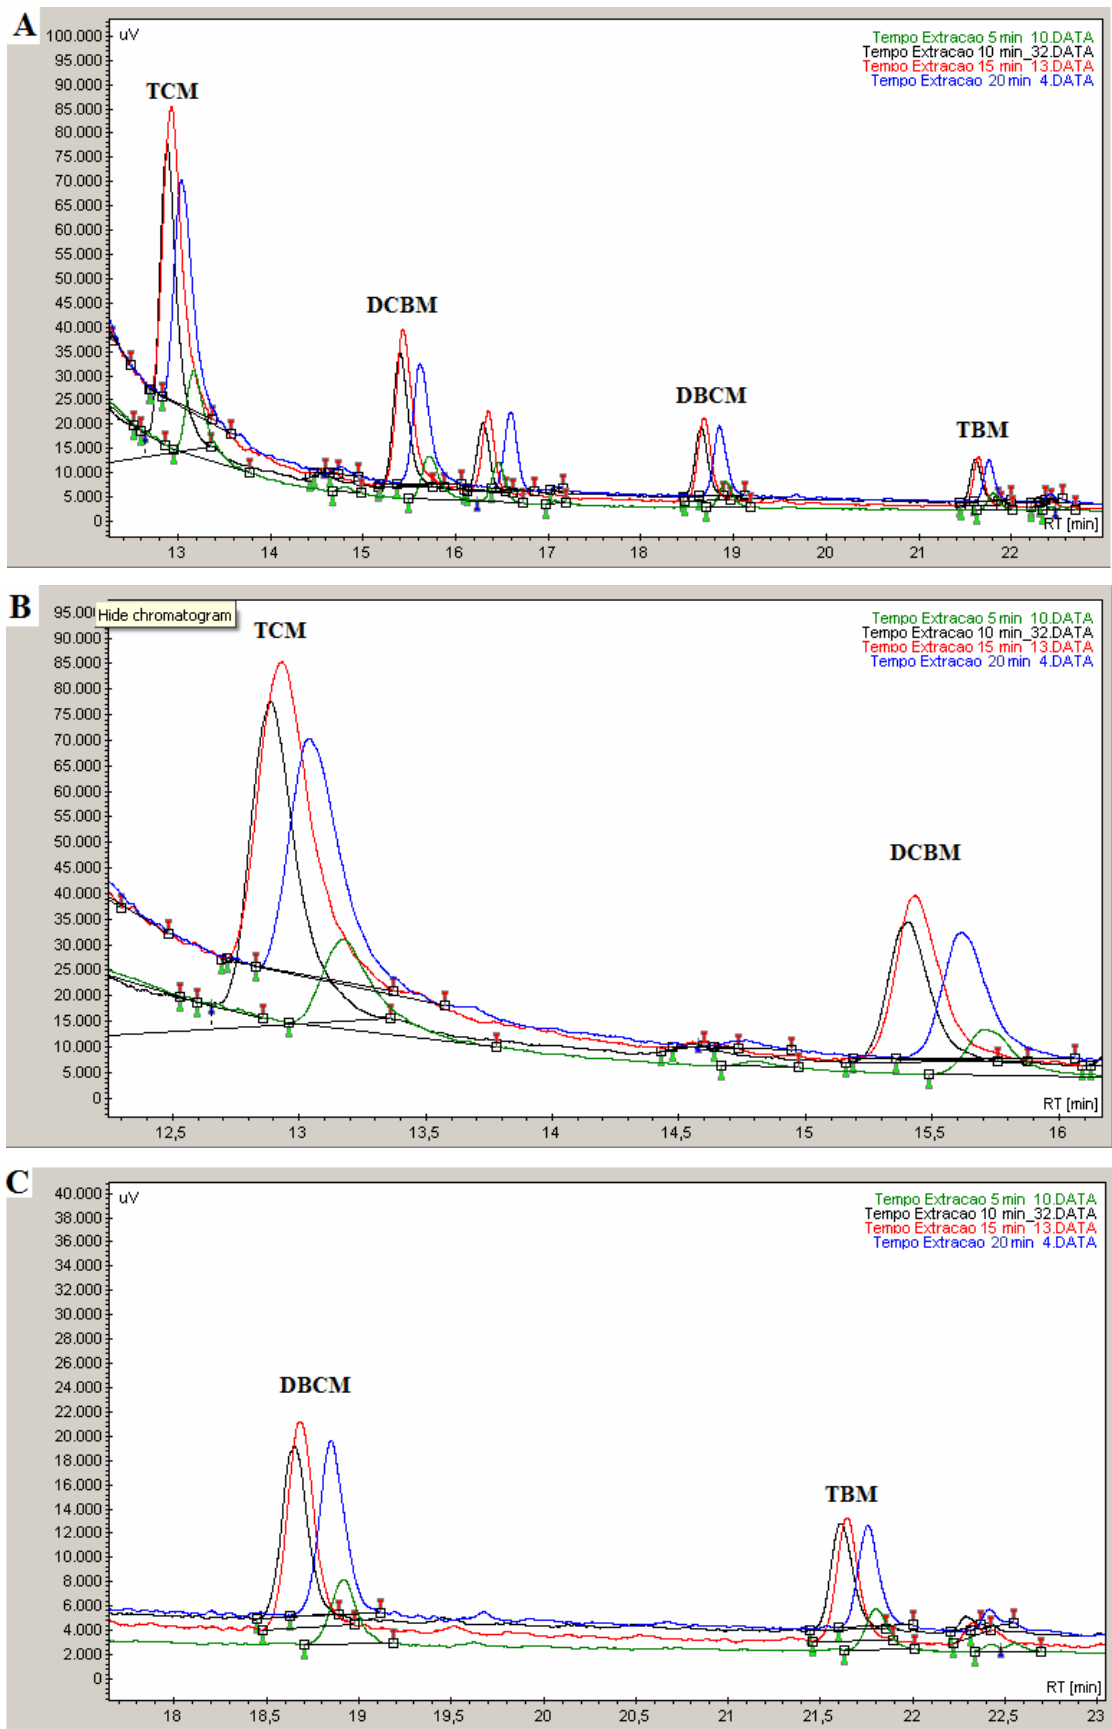 A
uV
Tempo Extracao 5 min 10.DATA
Tempo Extracao 10 min_32.DATA
Tempo Extracao 15 min 13.DATA
Tempo Extracao 20 min 4.DATA
TCM
DCBM
DBCM
TBM
100.000
95.000
90.000
85.000
80.000
75.000
70.000
65.000
60.000
55.000
50.000
45.000
40.000
35.000
30.000
25.000
20.000
15.000
10.000
5.000
0
RT [min]
13 14 15 16 17 18 19 20 21 22
B
Hide chromatogram
Tempo Extracao 5 min 10.DATA
Tempo Extracao 10 min_32.DATA
Tempo Extracao 15 min 13.DATA
Tempo Extracao 20 min 4.DATA
TCM
DCBM
90.000
85.000
80.000
75.000
70.000
65.000
60.000
55.000
50.000
45.000
40.000
35.000
30.000
25.000
20.000
15.000
10.000
5.000
0
RT [min]
12,5 13 13,5 14 14,5 15 15,5 16
C
uV
Tempo Extracao 5 min 10.DATA
Tempo Extracao 10 min_32.DATA
Tempo Extracao 15 min 13.DATA
Tempo Extracao 20 min 4.DATA
DBCM
TBM
40.000
38.000
36.000
34.000
32.000
30.000
28.000
26.000
24.000
22.000
20.000
18.000
16.000
14.000
12.000
10.000
8.000
6.000
4.000
2.000
0
RT [min]
18 18,5 19 19,5 20 20,5 21 21,5 22 22,5 23